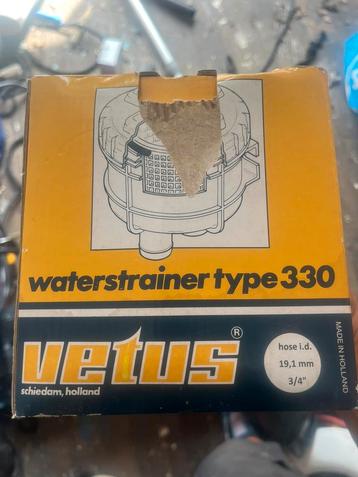 waterstrainer type 330
vetus®
schiedam, holland
hose i.d.
19,1 mm
3/4"
MADE IN HOLLAND